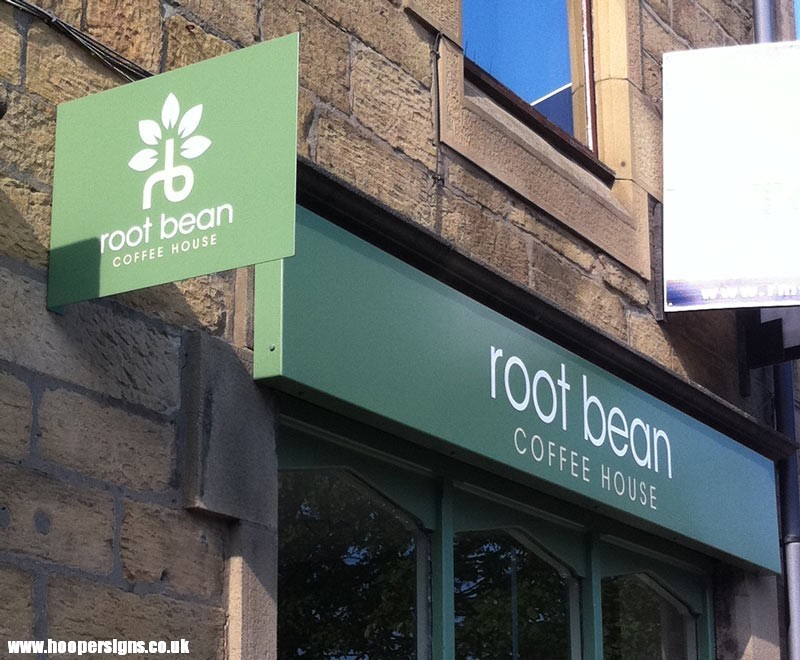 rb
root bean
COFFEE HOUSE
root bean
COFFEE HOUSE
www.hoopersigns.co.uk